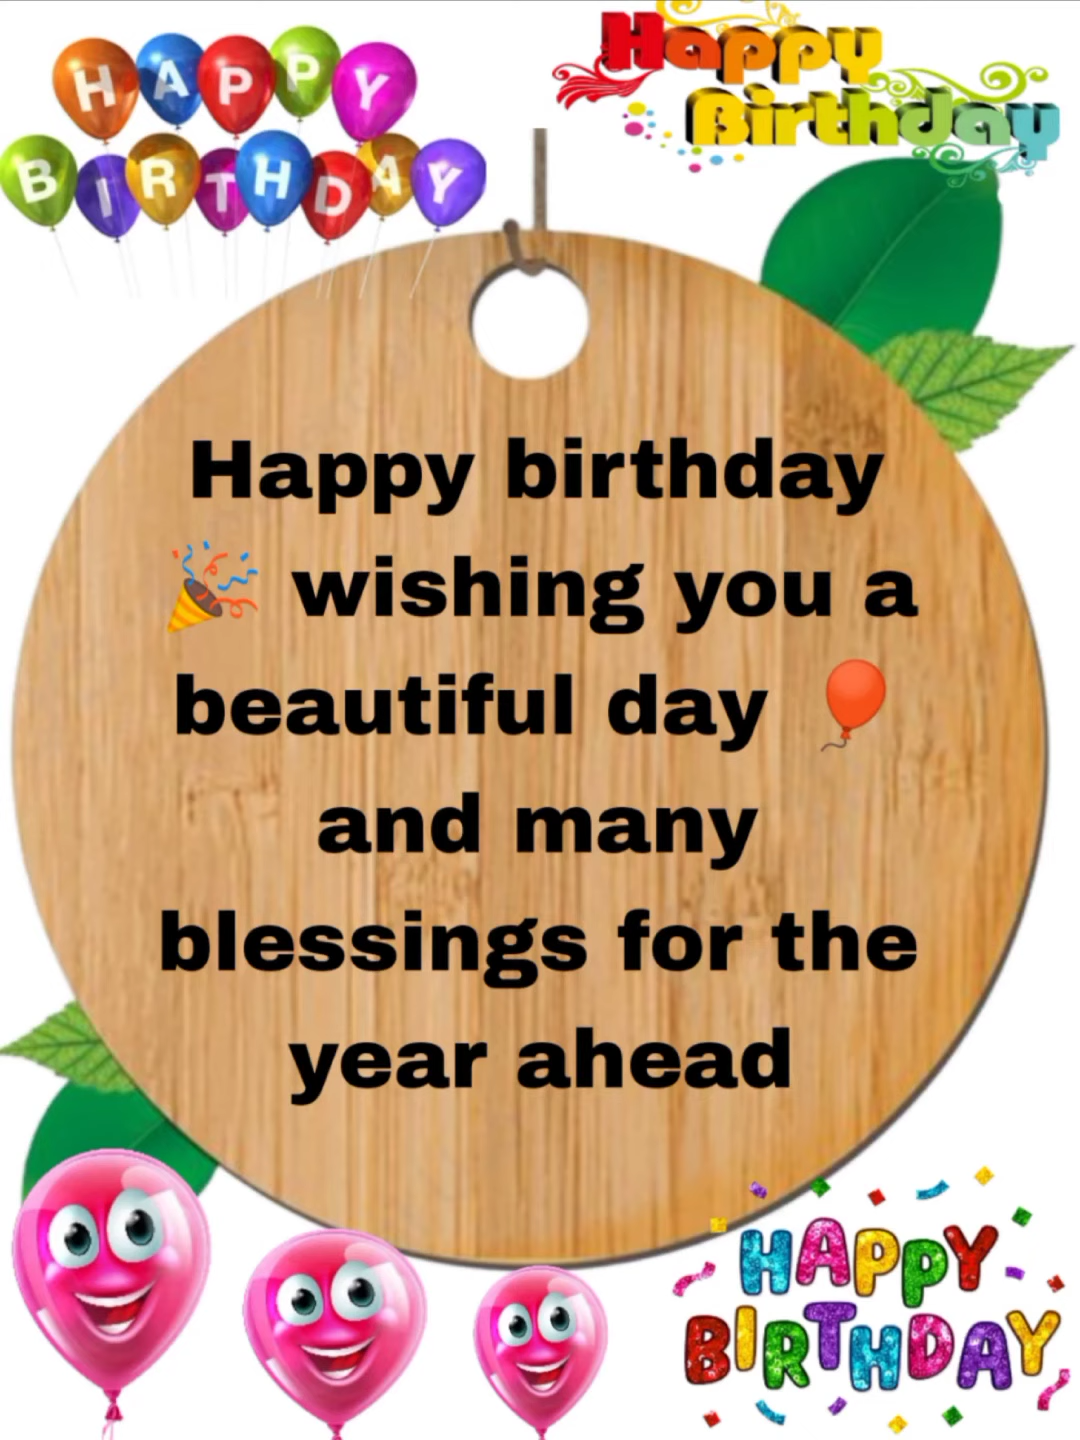 HAPPY
BIRTHDAY
Happy
Birthday
Happy birthday
🎉 wishing you a
beautiful day 🎈
and many
blessings for the
year ahead
HAPPY
BIRTHDAY